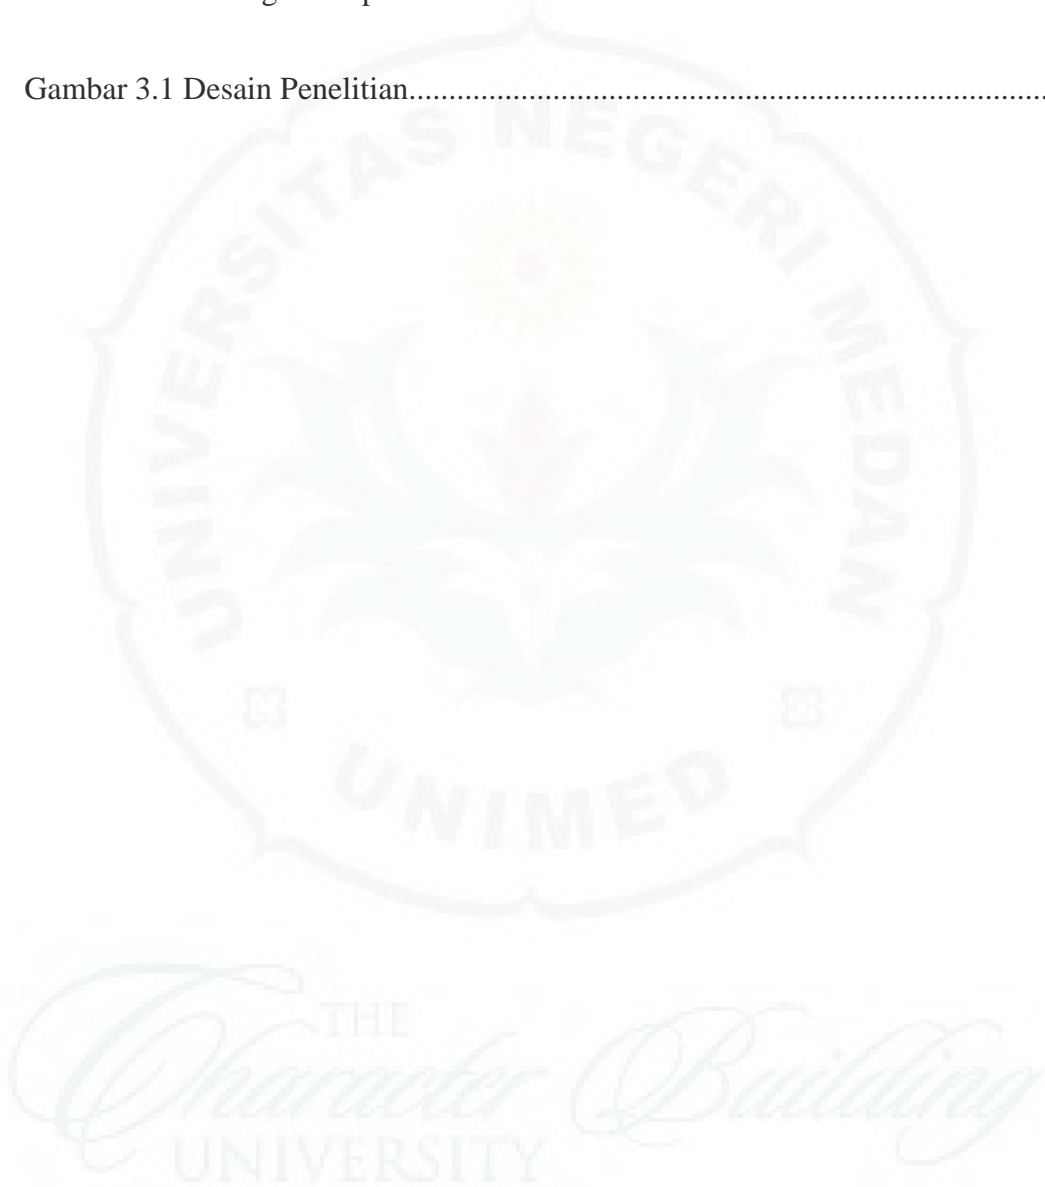 Gambar 3.1 Desain Penelitian................................................................................
UNIVERSITAS NEGERI MEDAN
UNIMED
THE
Character Building
UNIVERSITY